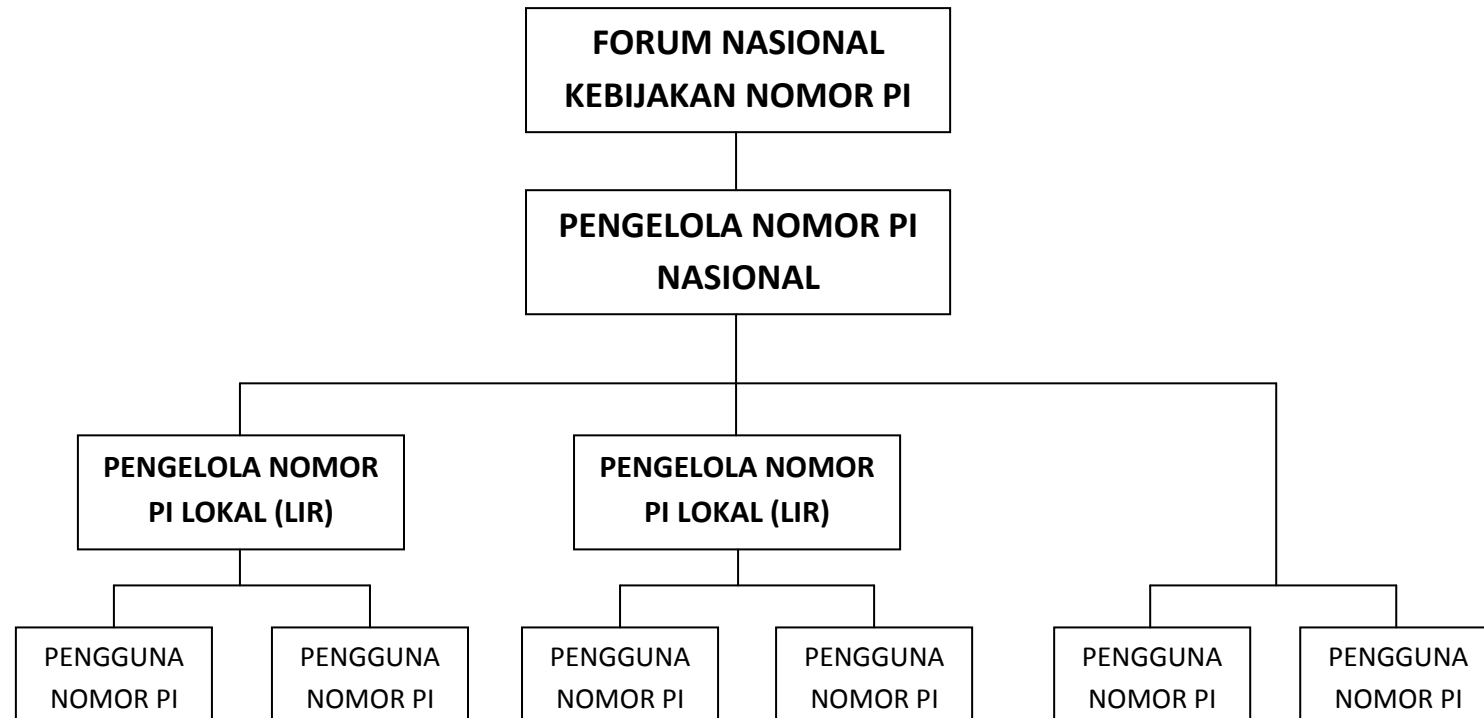 FORUM NASIONAL
KEBIJAKAN NOMOR PI
PENGELOLA NOMOR PI
NASIONAL
PENGELOLA NOMOR
PI LOKAL (LIR)
PENGELOLA NOMOR
PI LOKAL (LIR)
PENGGUNA
NOMOR PI
PENGGUNA
NOMOR PI
PENGGUNA
NOMOR PI
PENGGUNA
NOMOR PI
PENGGUNA
NOMOR PI
PENGGUNA
NOMOR PI